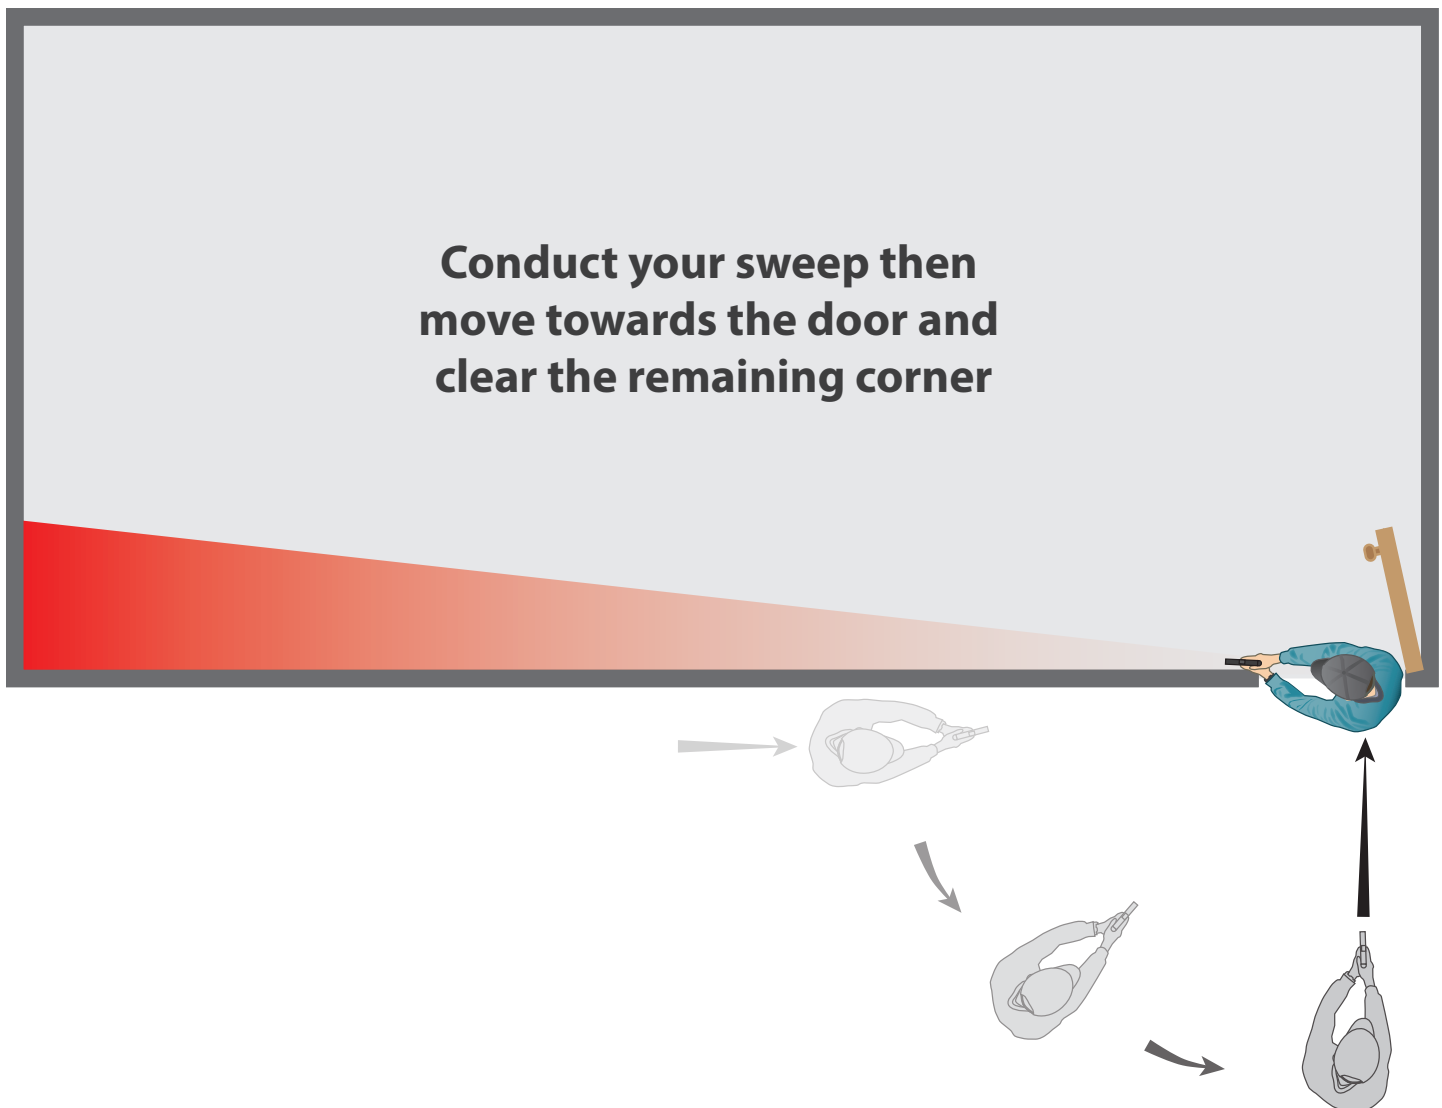 Conduct your sweep then
move towards the door and
clear the remaining corner